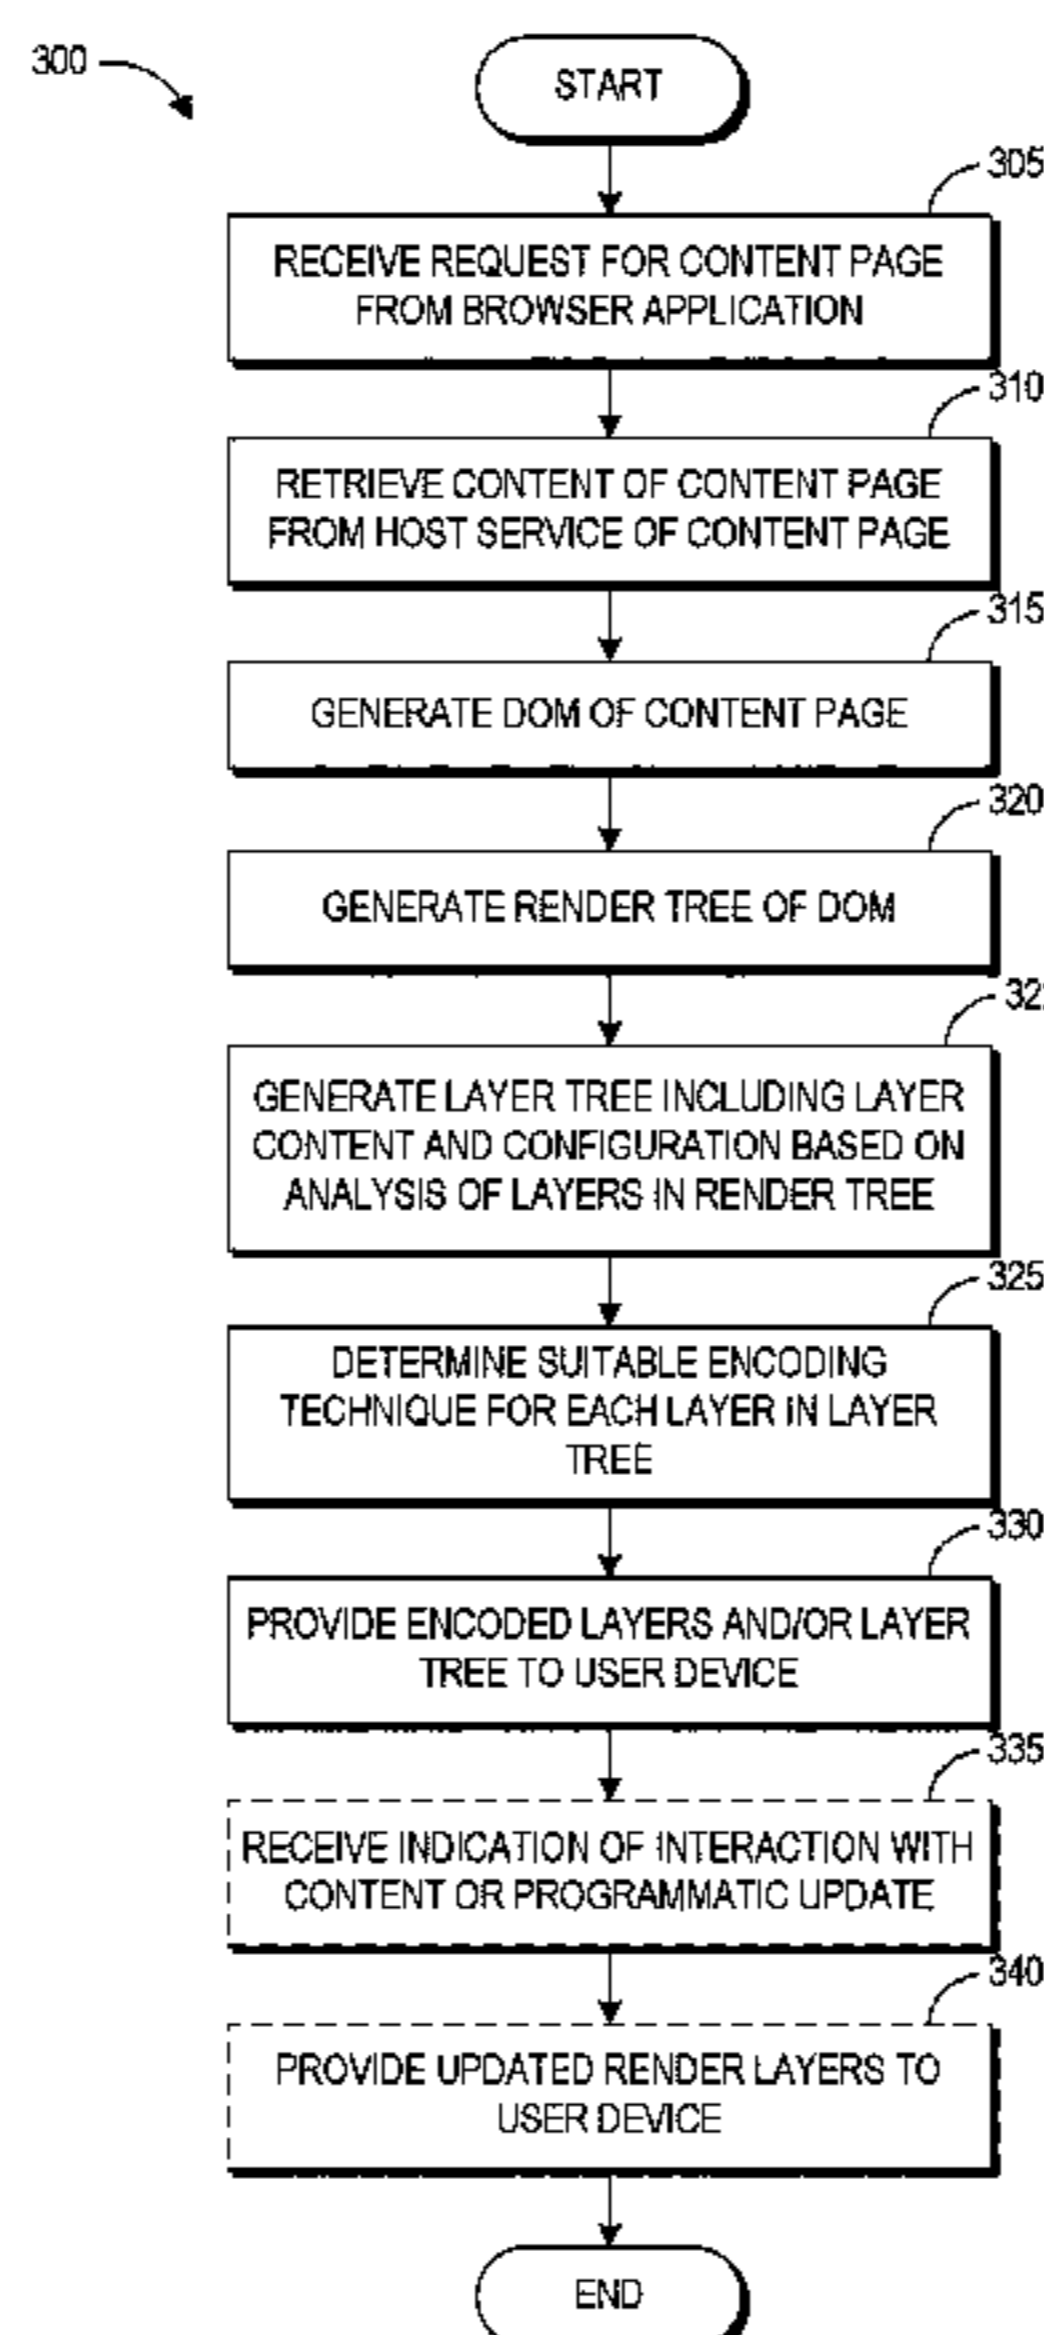 300
START
305
RECEIVE REQUEST FOR CONTENT PAGE
FROM BROWSER APPLICATION
310
RETRIEVE CONTENT OF CONTENT PAGE
FROM HOST SERVICE OF CONTENT PAGE
315
GENERATE DOM OF CONTENT PAGE
320
GENERATE RENDER TREE OF DOM
GENERATE LAYER TREE INCLUDING LAYER
CONTENT AND CONFIGURATION BASED ON
ANALYSIS OF LAYERS IN RENDER TREE
325
DETERMINE SUITABLE ENCODING
TECHNIQUE FOR EACH LAYER IN LAYER
TREE
330
PROVIDE ENCODED LAYERS AND/OR LAYER
TREE TO USER DEVICE
335
RECEIVE INDICATION OF INTERACTION WITH
CONTENT OR PROGRAMMATIC UPDATE
340
PROVIDE UPDATED RENDER LAYERS TO
USER DEVICE
END